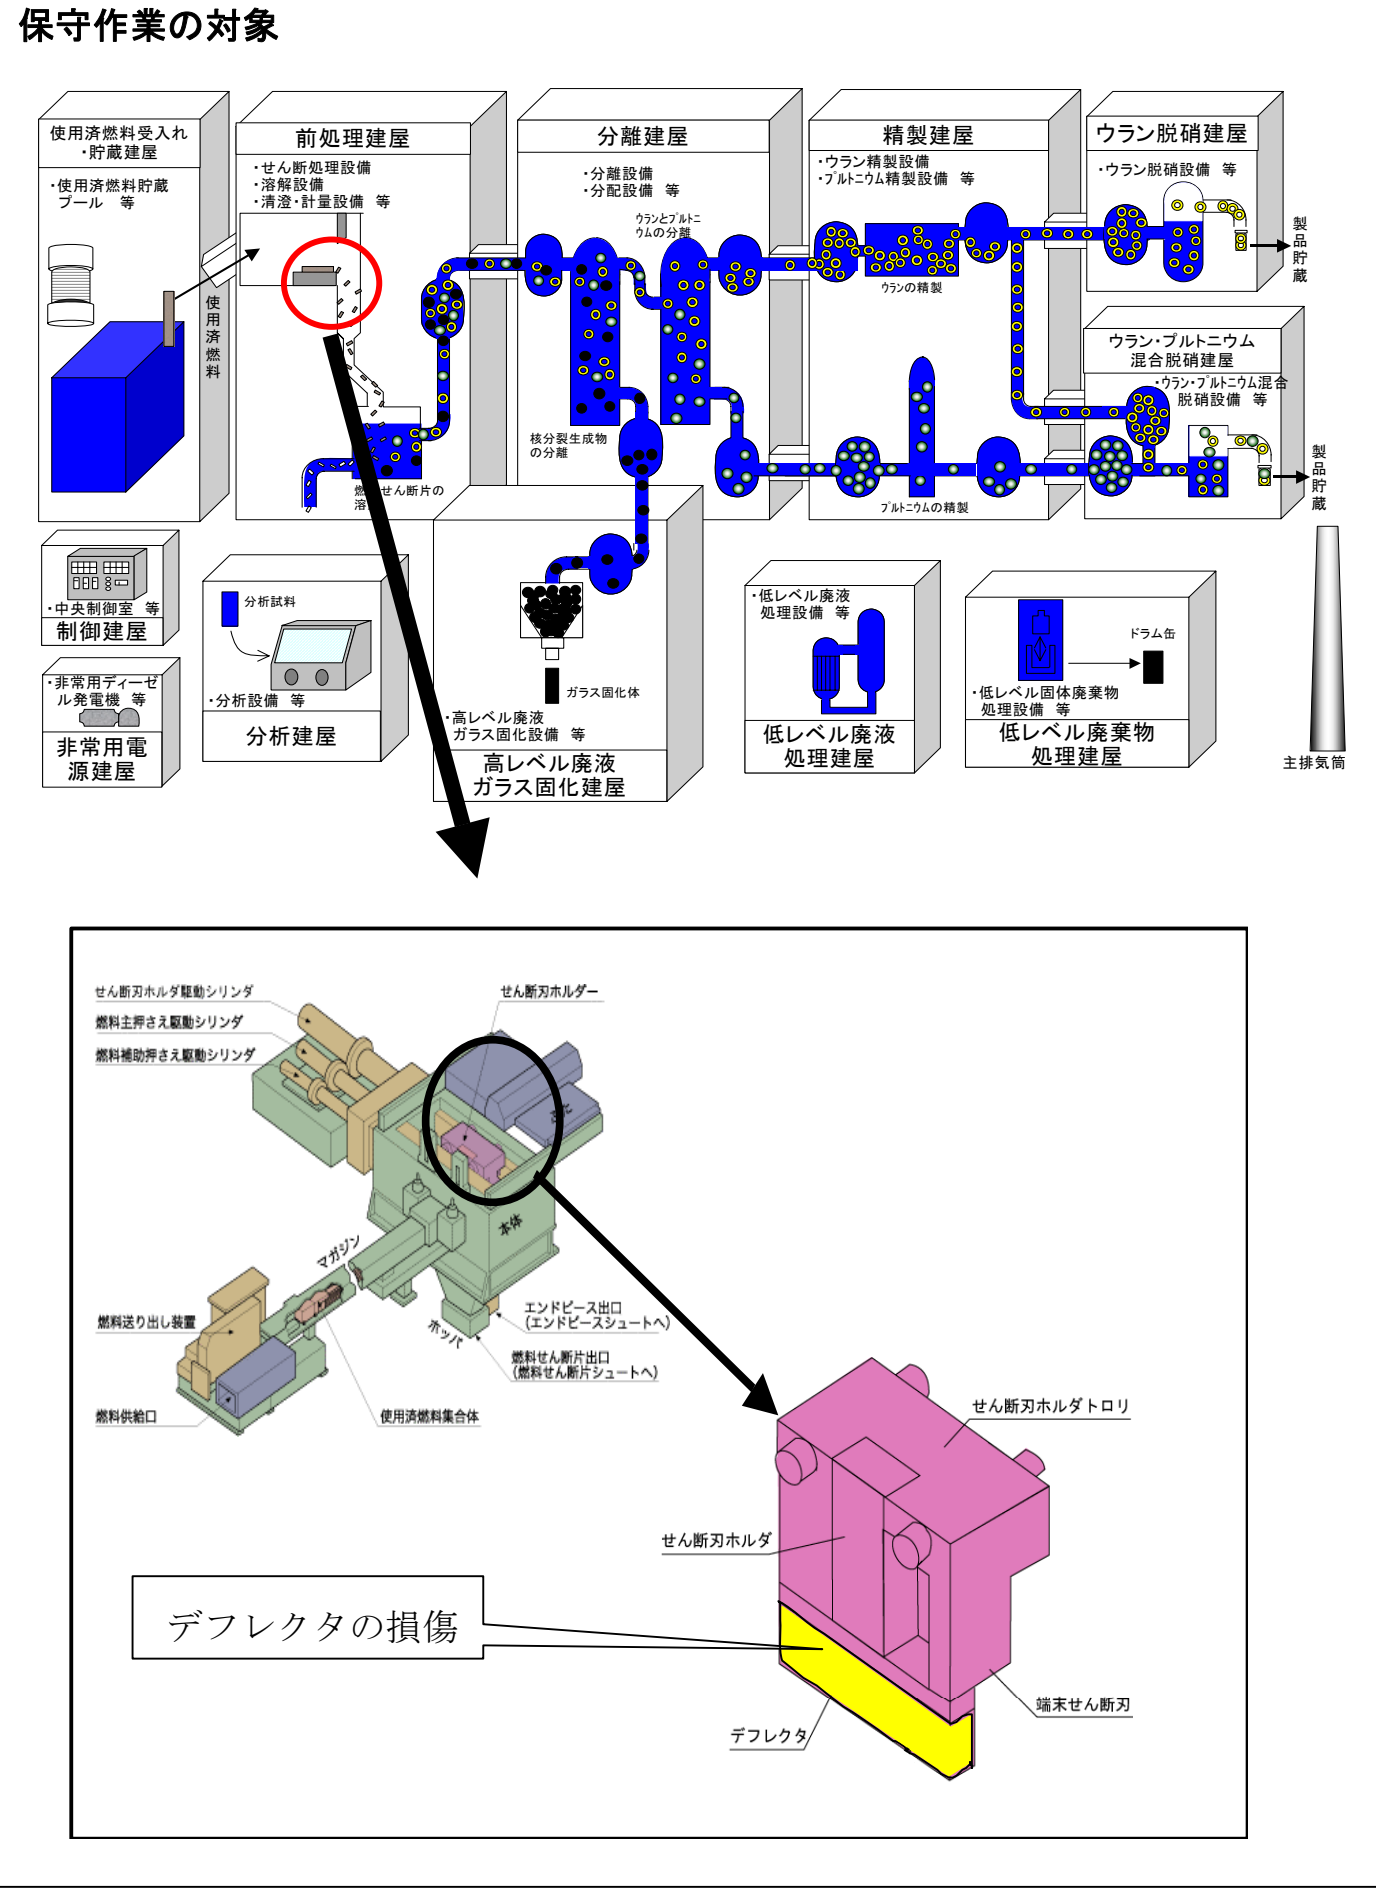 保守作業の対象
使用済燃料受入れ
・貯蔵建屋
・使用済燃料貯蔵
プール　等
使用済燃料
前処理建屋
・せん断処理設備
・溶解設備
・清澄・計量設備　等
燃
せん断片の
溶
分離建屋
・分離設備
・分配設備　等
ウランとプルトニ
ウムの分離
核分裂生成物
の分離
精製建屋
・ウラン精製設備
・プルトニウム精製設備　等
ウランの精製
プルトニウムの精製
ウラン脱硝建屋
・ウラン脱硝設備　等
製品貯蔵
ウラン・プルトニウム
混合脱硝建屋
・ウラン・プルトニウム混合
脱硝設備　等
製品貯蔵
・中央制御室　等
制御建屋
・非常用ディーゼ
ル発電機　等
非常用電
源建屋
分析試料
・分析設備　等
分析建屋
ガラス固化体
・高レベル廃液
ガラス固化設備　等
高レベル廃液
ガラス固化建屋
・低レベル廃液
処理設備　等
低レベル廃液
処理建屋
ドラム缶
・低レベル固体廃棄物
処理設備　等
低レベル廃棄物
処理建屋
主排気筒
せん断刃ホルダ駆動シリンダ
燃料主押さえ駆動シリンダ
燃料補助押さえ駆動シリンダ
せん断刃ホルダー
本体
マガジン
ホッパ
燃料送り出し装置
燃料供給口
使用済燃料集合体
エンドピース出口
(エンドピースシュートへ)
燃料せん断片出口
(燃料せん断片シュートへ)
せん断刃ホルダトロリ
せん断刃ホルダ
デフレクタの損傷
端末せん断刃
デフレクタ